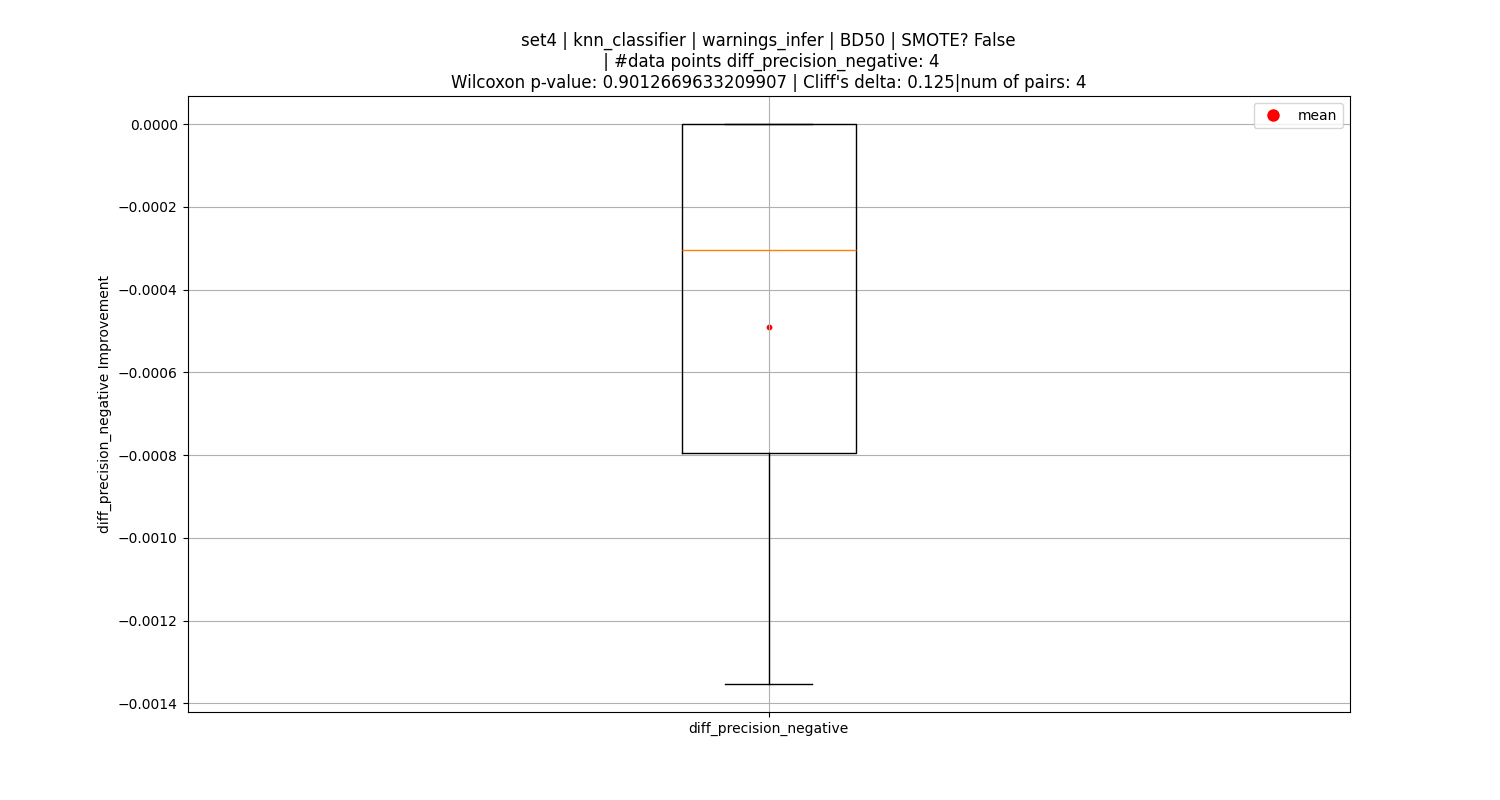 set4 | knn_classifier | warnings_infer | BD50 | SMOTE? False
| #data points diff_precision_negative: 4
Wilcoxon p-value: 0.9012669633209907 | Cliff's delta: 0.125|num of pairs: 4
mean
0.0000
−0.0002
−0.0004
−0.0006
−0.0008
−0.0010
−0.0012
−0.0014
diff_precision_negative Improvement
diff_precision_negative